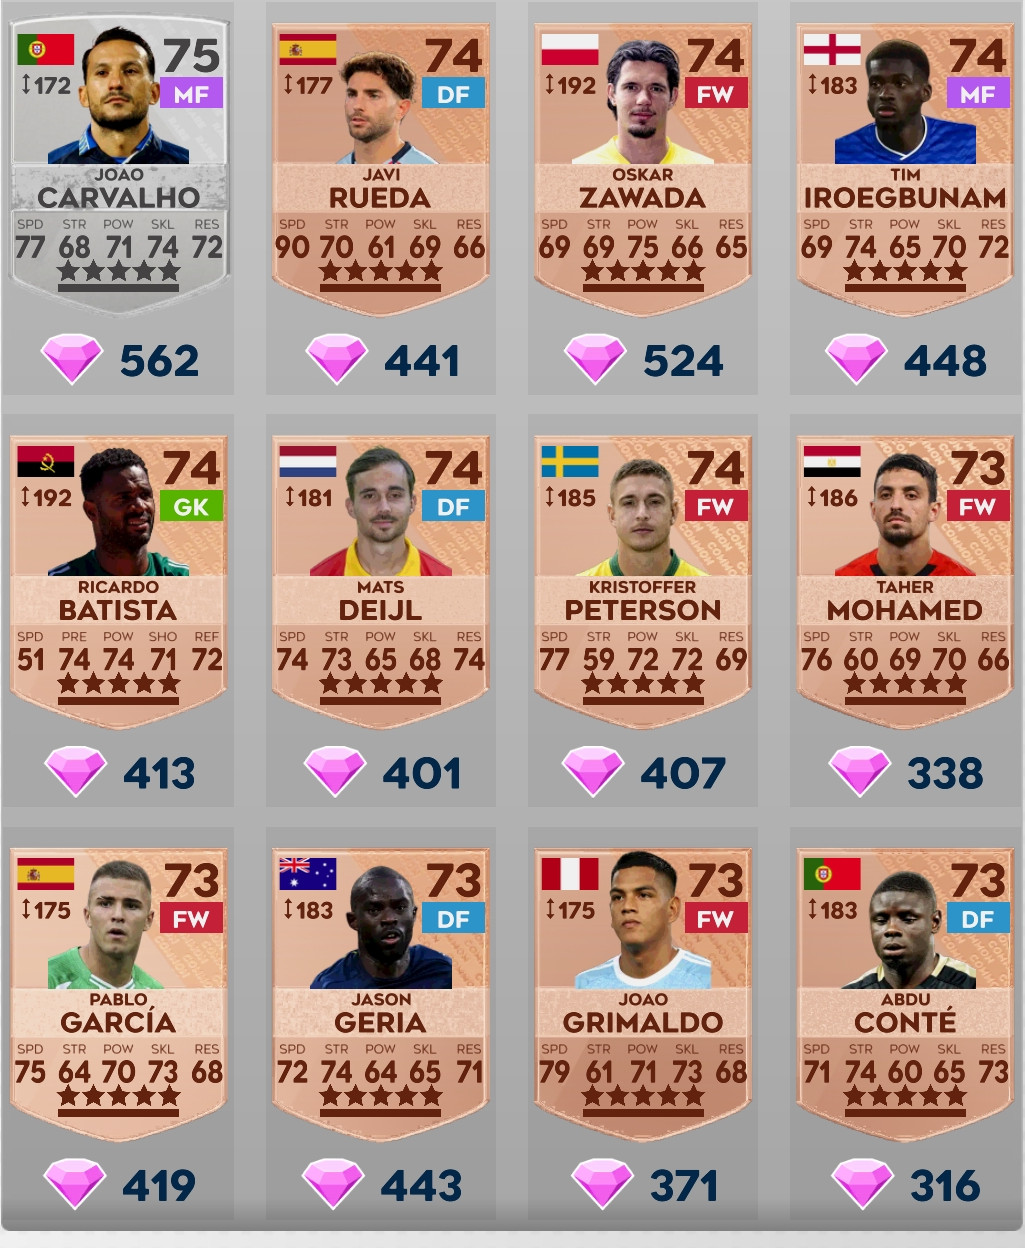 75
↕172
MF
JOAO
CARVALHO
SPD STR POW SKL RES
77 68 71 74 72
562
74
↕177
DF
JAVI
RUEDA
SPD STR POW SKL RES
90 70 61 69 66
441
74
↕192
FW
OSKAR
ZAWADA
SPD STR POW SKL RES
69 69 75 66 65
524
74
↕183
MF
TIM
IROEGBUNAM
SPD STR POW SKL RES
69 74 65 70 72
448
74
↕192
GK
RICARDO
BATISTA
SPD PRE POW SHO REF
51 74 74 71 72
413
74
↕181
DF
MATS
DEIJL
SPD STR POW SKL RES
74 73 65 68 74
401
74
↕185
FW
KRISTOFFER
PETERSON
SPD STR POW SKL RES
77 59 72 72 69
407
73
↕186
FW
TAHER
MOHAMED
SPD STR POW SKL RES
76 60 69 70 66
338
73
↕175
FW
PABLO
GARCÍA
SPD STR POW SKL RES
75 64 70 73 68
419
73
↕183
DF
JASON
GERIA
SPD STR POW SKL RES
72 74 64 65 71
443
73
↕175
FW
JOAO
GRIMALDO
SPD STR POW SKL RES
79 61 71 73 68
371
73
↕183
DF
ABDU
CONTÉ
SPD STR POW SKL RES
71 74 60 65 73
316